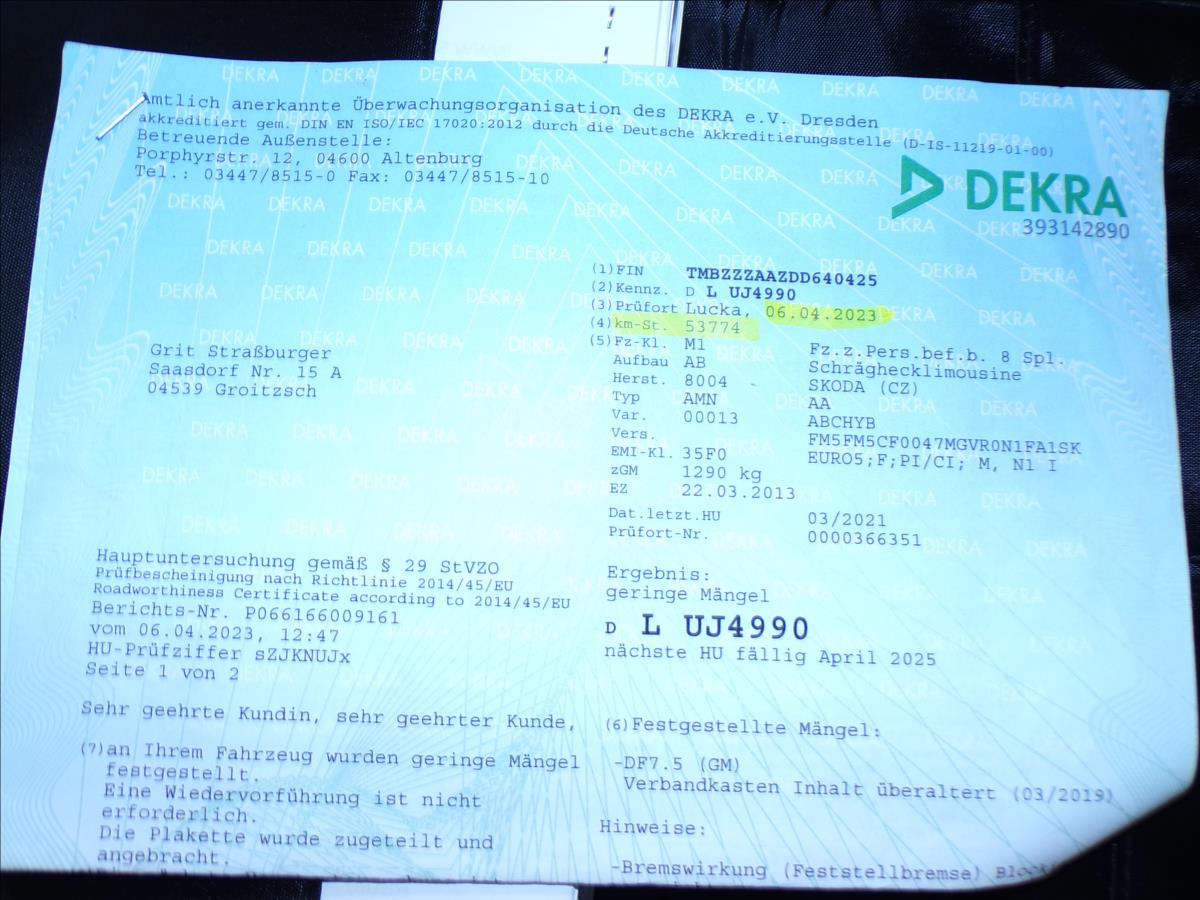 Amtlich anerkannte Überwachungsorganisation des DEKRA e.V. Dresden
akkreditiert gem. DIN EN ISO/IEC 17020:2012 durch die Deutsche Akkreditierungsstelle (D-IS-11219-01-00)
Betreuende Außenstelle:
Porphyrstr. 12, 04600 Altenburg
Tel.: 03447/8515-0 Fax: 03447/8515-10
DEKRA
393142890
(1)FIN TMBZZZAAZDD640425
(2)Kennz. D L UJ4990
(3)Prüfort Lucka, 06.04.2023
(4)km-St. 53774
(5)Fz-Kl. M1 Fz.z.Pers.bef.b. 8 Spl.
Aufbau AB Schräghecklimousine
Herst. 8004 SKODA (CZ)
Typ AMN AA
Var. 00013 ABCHYB
Vers. FM5FM5CF0047MGVR0N1FA1SK
EMI-Kl. 35F0 EURO5;F;PI/CI; M, N1 I
zGM 1290 kg
EZ 22.03.2013
Dat.letzt.HU 03/2021
Prüfort-Nr. 0000366351
Grit Straßburger
Saasdorf Nr. 15 A
04539 Groitzsch
Hauptuntersuchung gemäß § 29 StVZO
Prüfbescheinigung nach Richtlinie 2014/45/EU
Roadworthiness Certificate according to 2014/45/EU
Berichts-Nr. P066166009161
vom 06.04.2023, 12:47
HU-Prüfziffer sZJKNUJx
Seite 1 von 2
Ergebnis:
geringe Mängel
D L UJ4990
nächste HU fällig April 2025
Sehr geehrte Kundin, sehr geehrter Kunde,
(7)an Ihrem Fahrzeug wurden geringe Mängel
festgestellt.
Eine Wiedervorführung ist nicht
erforderlich.
Die Plakette wurde zugeteilt und
angebracht.
(6)Festgestellte Mängel:
-DF7.5 (GM)
Verbandkasten Inhalt überaltert (03/2019)
Hinweise:
-Bremswirkung (Feststellbremse)